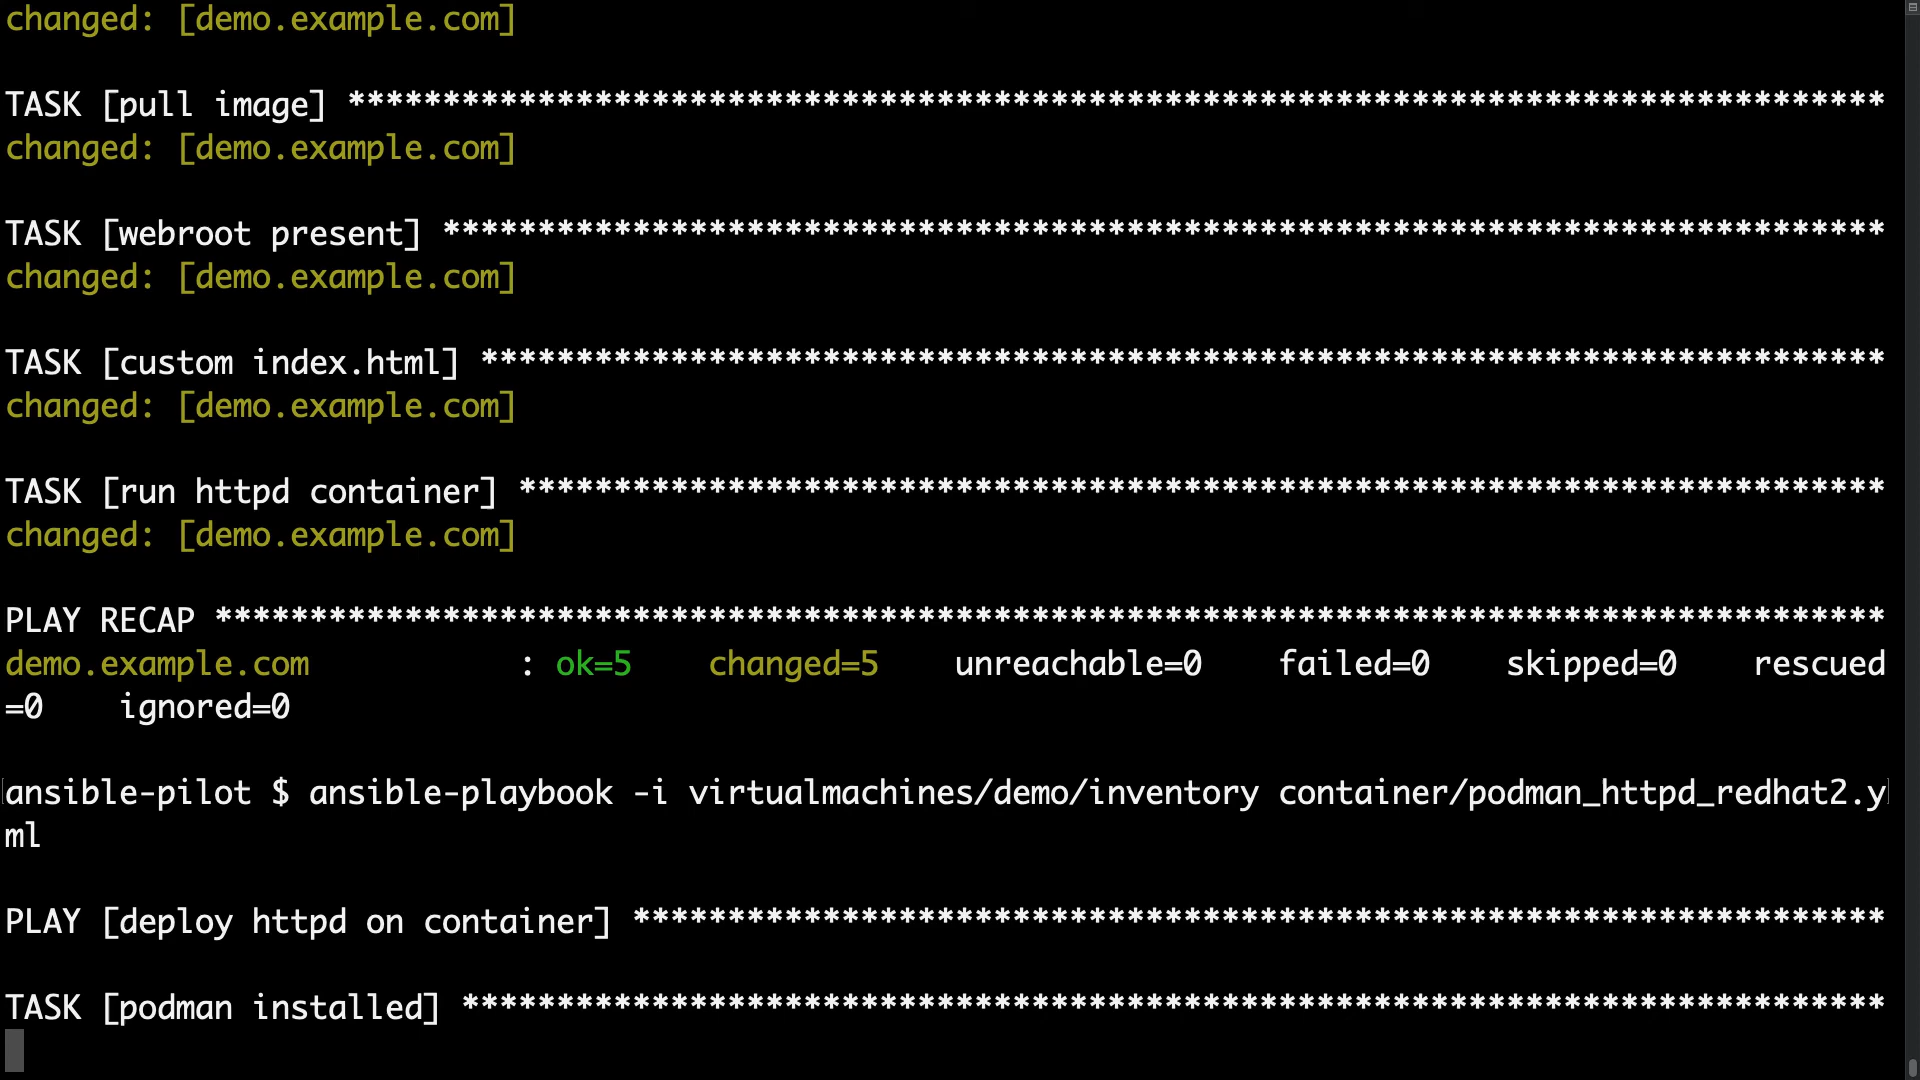 changed: [demo.example.com]
TASK [pull image] *********************************************************************************
changed: [demo.example.com]
TASK [webroot present] ****************************************************************************
changed: [demo.example.com]
TASK [custom index.html] **************************************************************************
changed: [demo.example.com]
TASK [run httpd container] ************************************************************************
changed: [demo.example.com]
PLAY RECAP ****************************************************************************************
demo.example.com           : ok=5    changed=5    unreachable=0    failed=0    skipped=0    rescued
=0    ignored=0
ansible-pilot $ ansible-playbook -i virtualmachines/demo/inventory container/podman_httpd_redhat2.y
ml
PLAY [deploy httpd on container] ******************************************************************
TASK [podman installed] ***************************************************************************